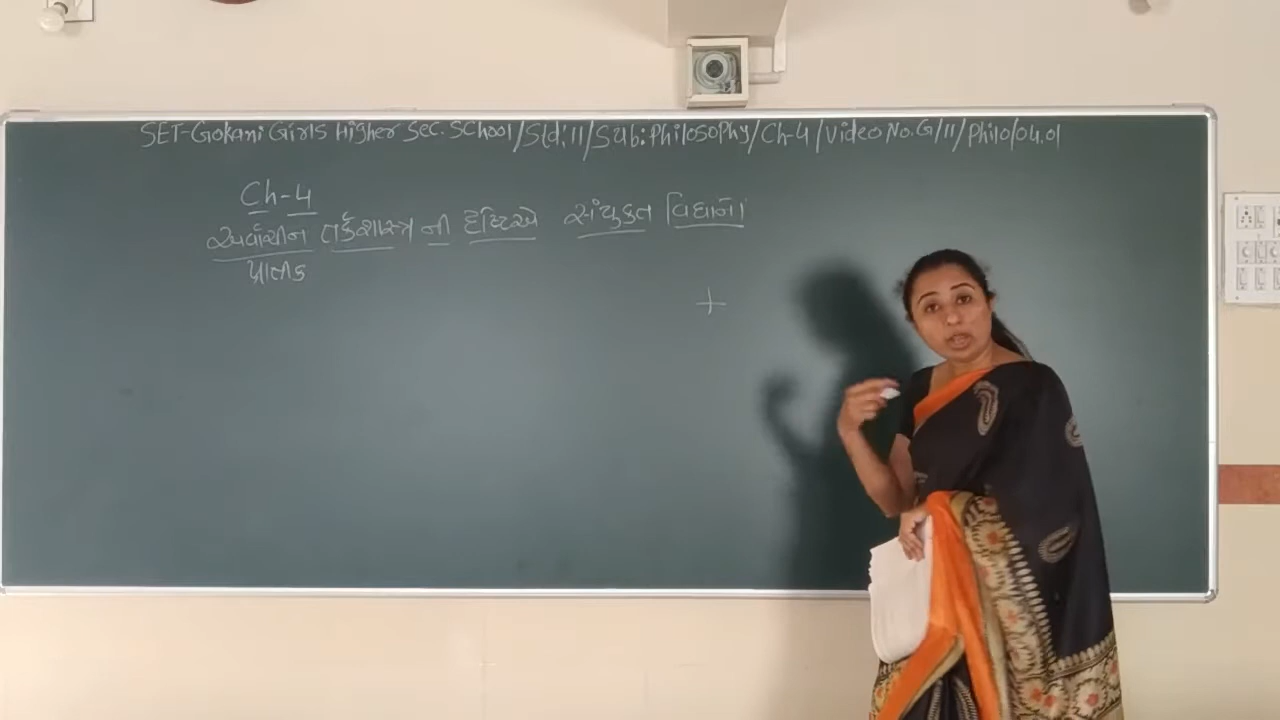 SET-Gokani Girls Higher Sec. School/Std:11/Sub:Philosophy/Ch-4/Video No.G/11/Philo/04.01
Ch-4
અર્વાચીન તર્કશાસ્ત્ર ની દૃષ્ટિએ સંયુક્ત વિધાનો
પ્રતીક
+